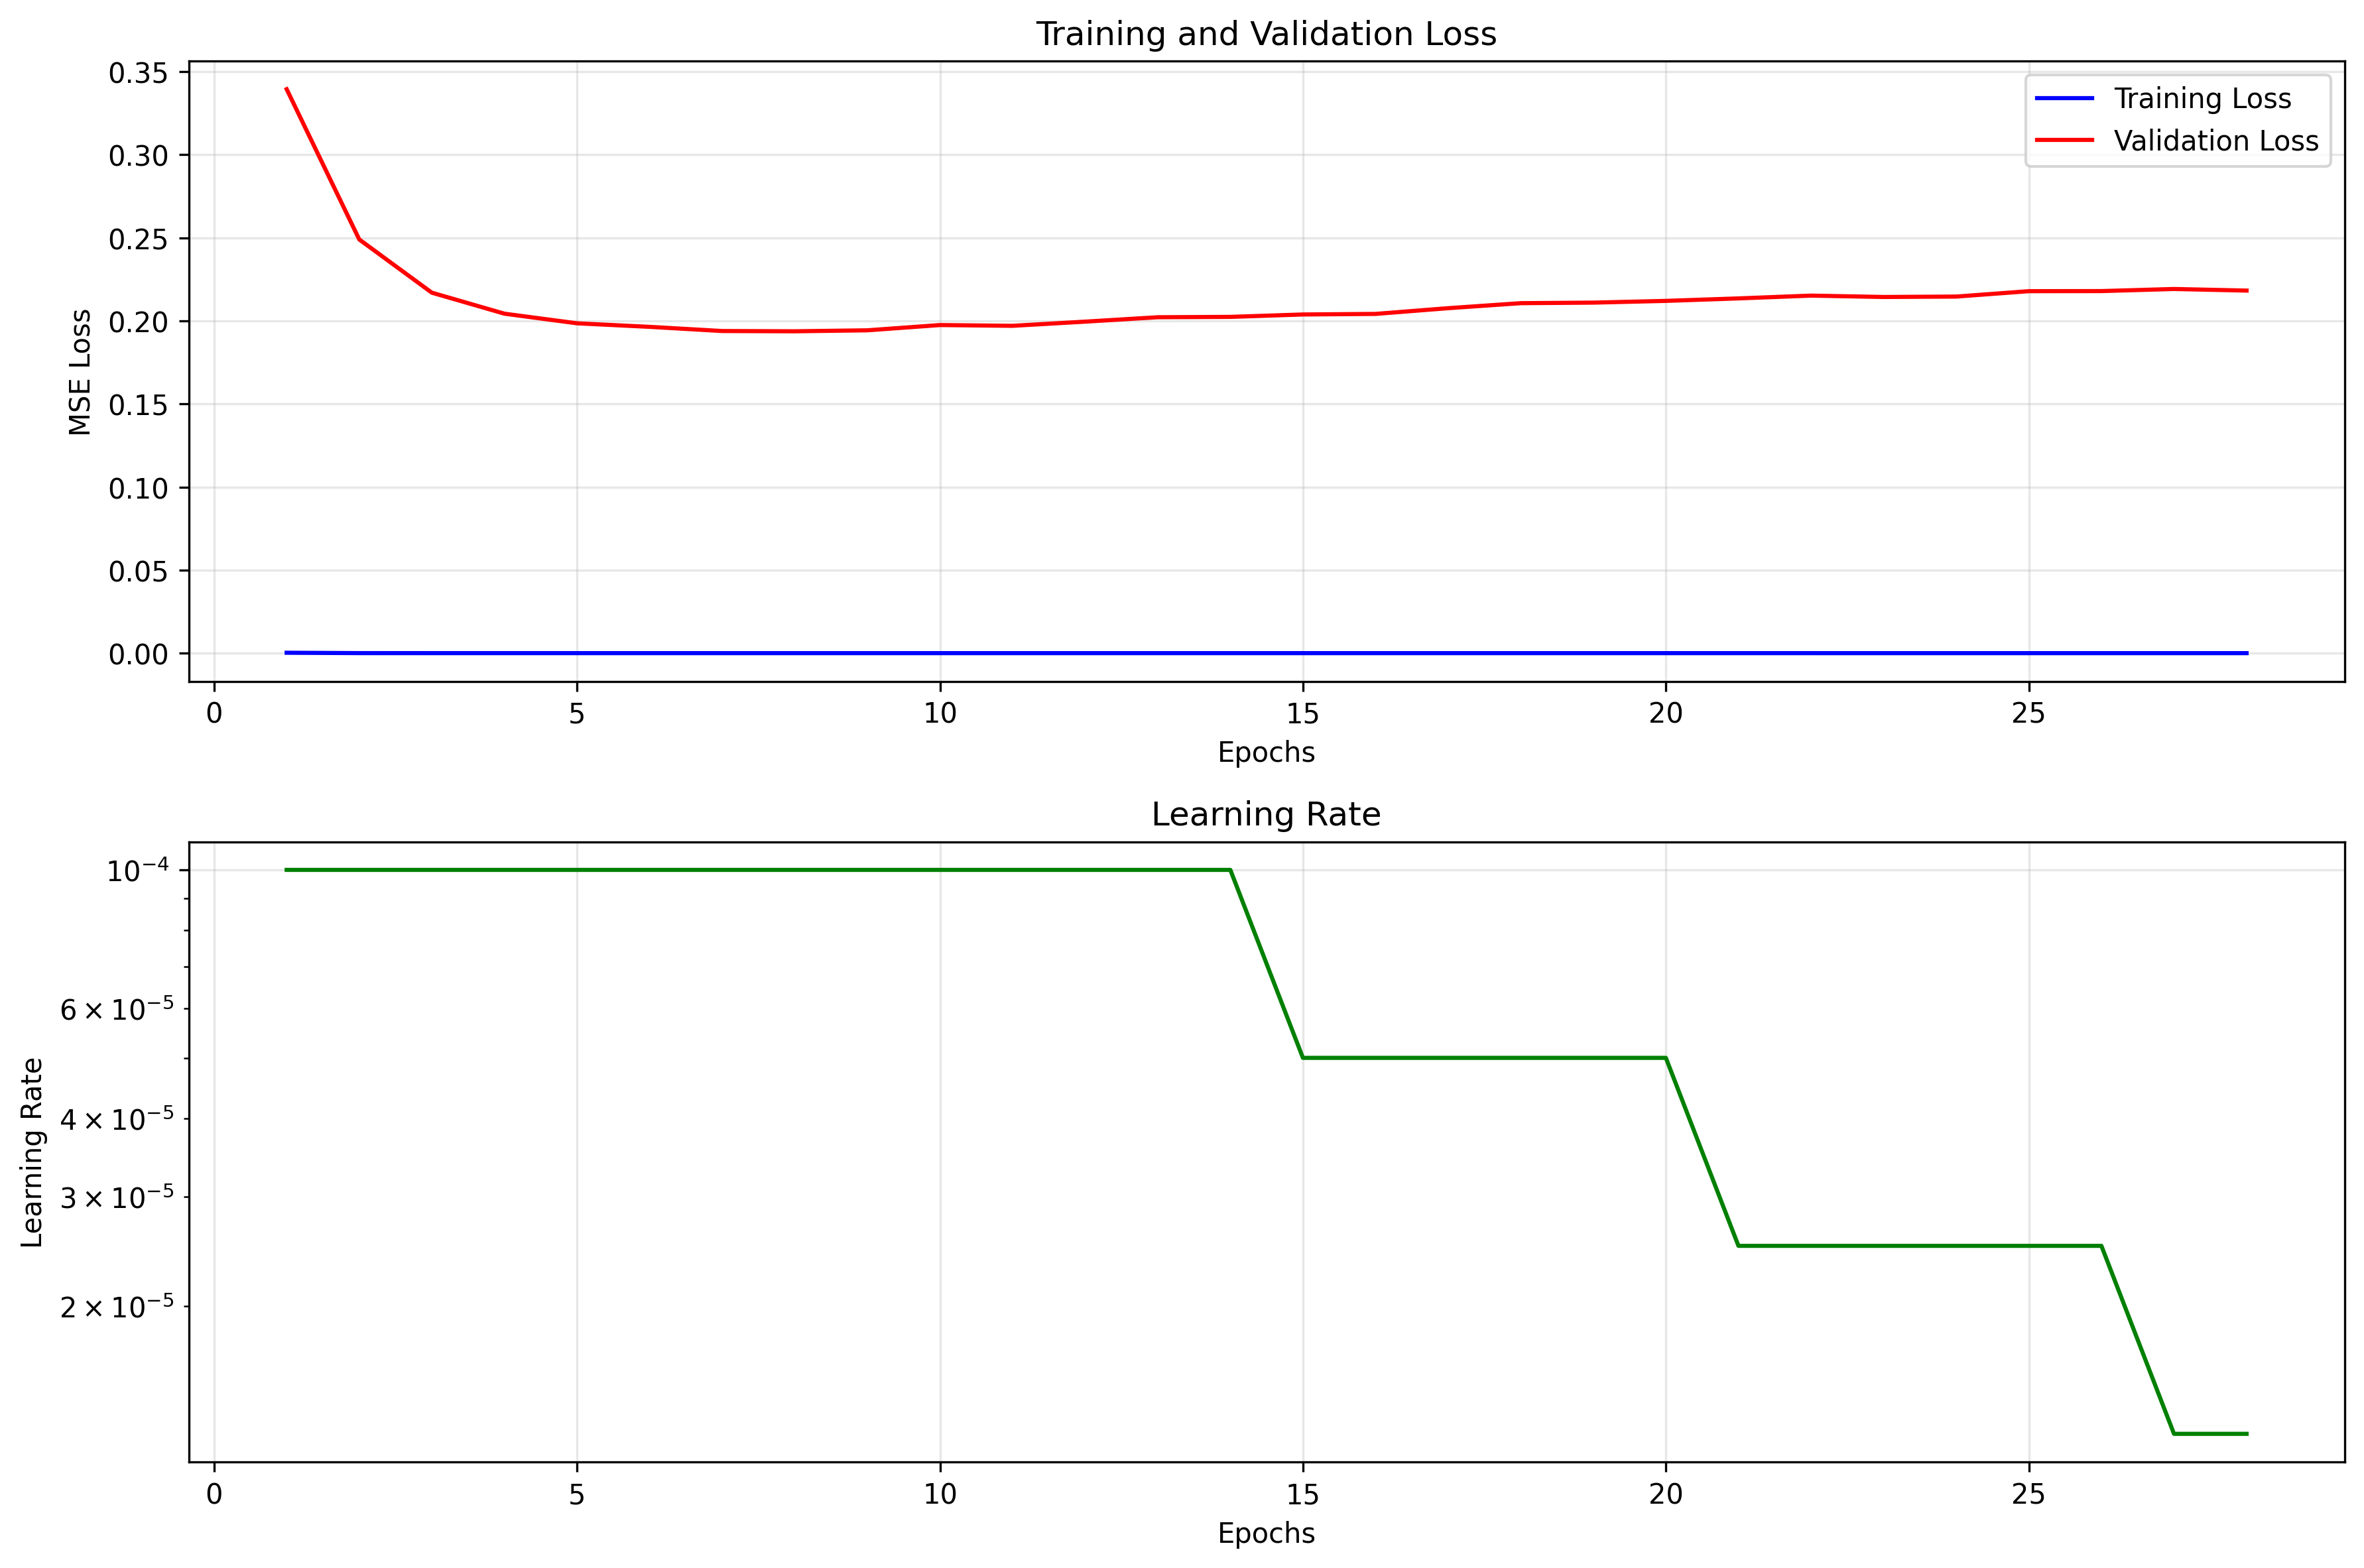 Training and Validation Loss
0.35
0.30
0.25
0.20
0.15
0.10
0.05
0.00
MSE Loss
Training Loss
Validation Loss
0 5 10 15 20 25
Epochs
Learning Rate
10⁻⁴
6 × 10⁻⁵
4 × 10⁻⁵
3 × 10⁻⁵
2 × 10⁻⁵
Learning Rate
0 5 10 15 20 25
Epochs